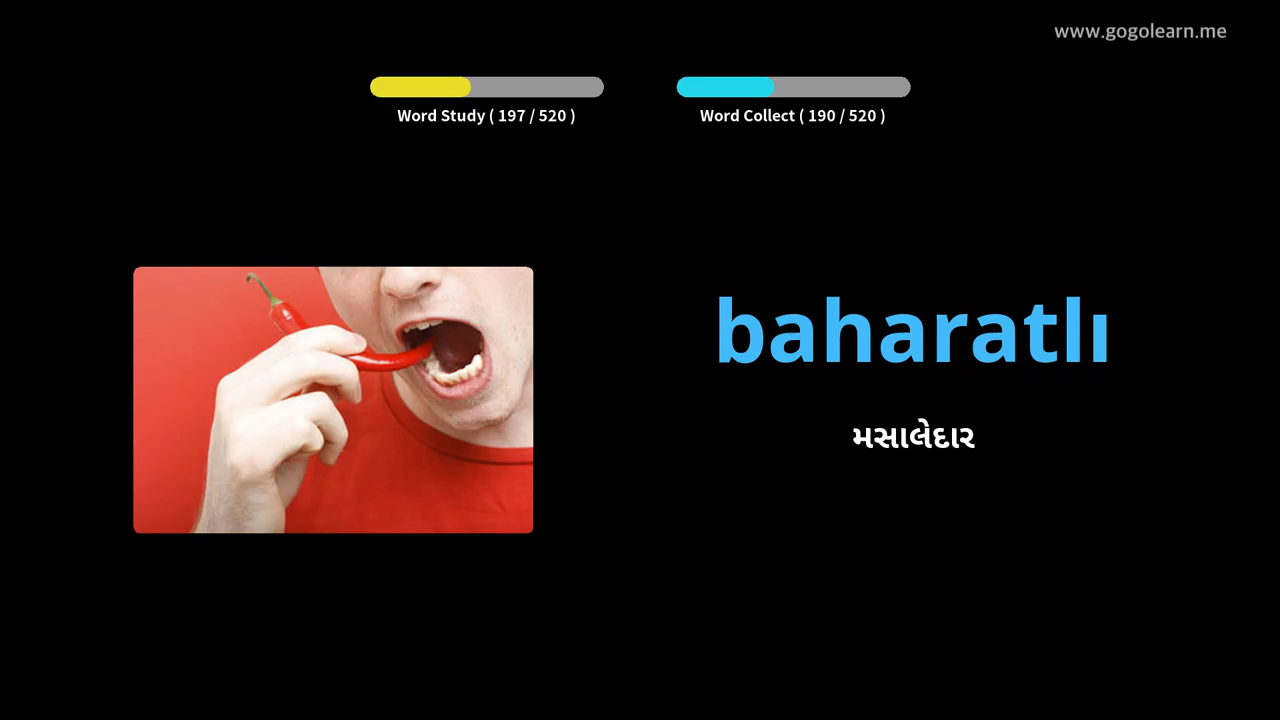 www.gogolearn.me
Word Study ( 197 / 520 )
Word Collect ( 190 / 520 )
baharatlı
મસાલેદાર